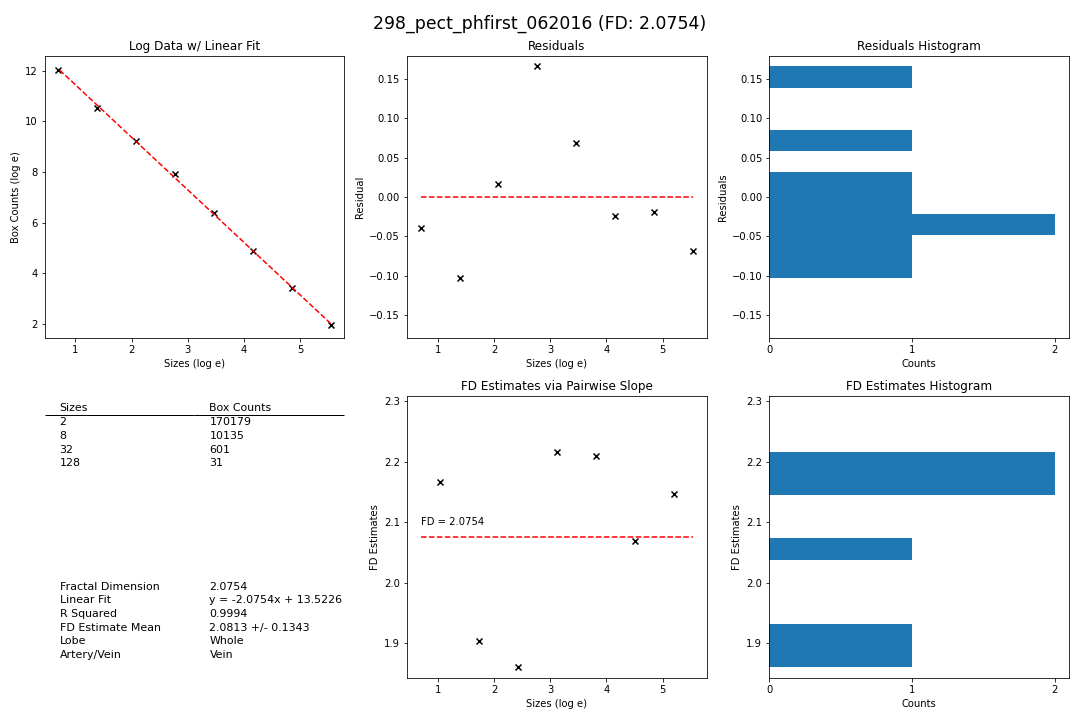 298_pect_phfirst_062016 (FD: 2.0754)
Log Data w/ Linear Fit
Box Counts (log e)
12
10
8
6
4
2
1 2 3 4 5
Sizes (log e)
Residuals
Residual
0.15
0.10
0.05
0.00
−0.05
−0.10
−0.15
1 2 3 4 5
Sizes (log e)
Residuals Histogram
Residuals
0.15
0.10
0.05
0.00
−0.05
−0.10
−0.15
0 1 2
Counts
Sizes Box Counts
2 170179
8 10135
32 601
128 31
Fractal Dimension 2.0754
Linear Fit y = -2.0754x + 13.5226
R Squared 0.9994
FD Estimate Mean 2.0813 +/- 0.1343
Lobe Whole
Artery/Vein Vein
FD Estimates via Pairwise Slope
FD Estimates
2.3
2.2
2.1
2.0
1.9
FD = 2.0754
1 2 3 4 5
Sizes (log e)
FD Estimates Histogram
FD Estimates
2.3
2.2
2.1
2.0
1.9
0 1 2
Counts